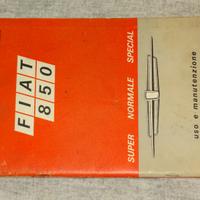 FIAT
850
SUPER NORMALE SPECIAL
uso e manutenzione